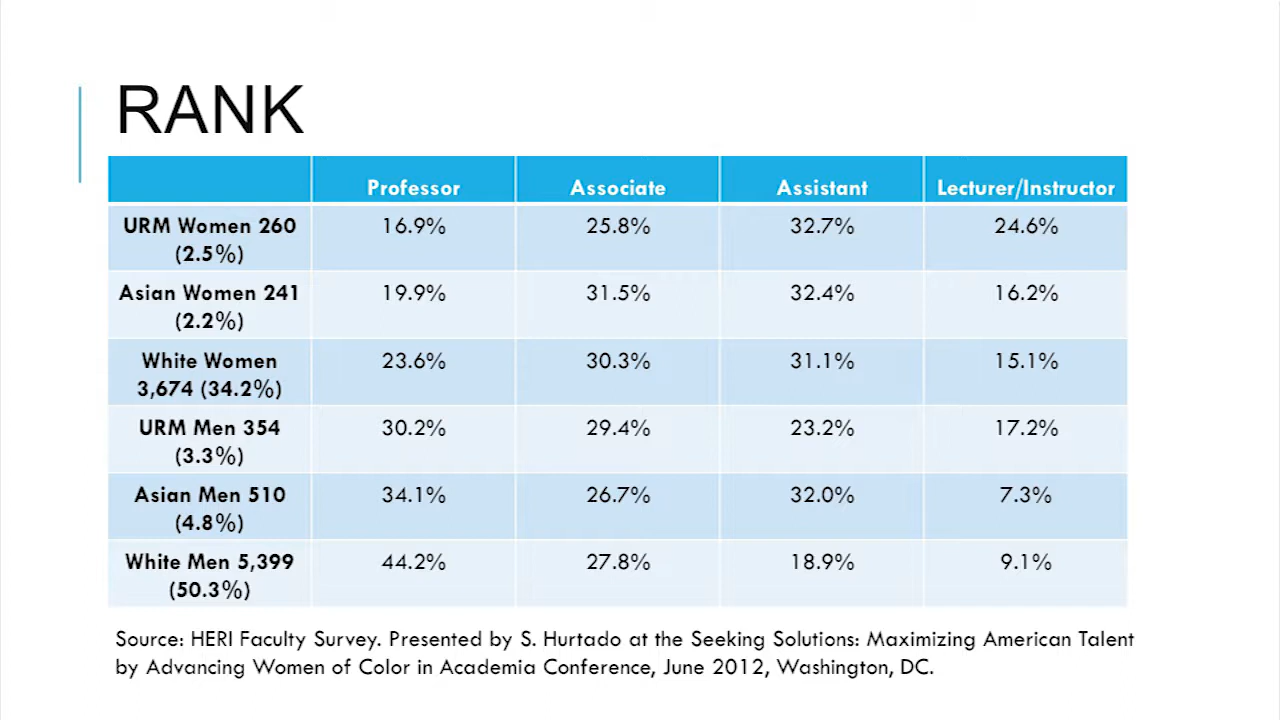 RANK
Professor Associate Assistant Lecturer/Instructor
URM Women 260 16.9% 25.8% 32.7% 24.6%
(2.5%)
Asian Women 241 19.9% 31.5% 32.4% 16.2%
(2.2%)
White Women 23.6% 30.3% 31.1% 15.1%
3,674 (34.2%)
URM Men 354 30.2% 29.4% 23.2% 17.2%
(3.3%)
Asian Men 510 34.1% 26.7% 32.0% 7.3%
(4.8%)
White Men 5,399 44.2% 27.8% 18.9% 9.1%
(50.3%)
Source: HERI Faculty Survey. Presented by S. Hurtado at the Seeking Solutions: Maximizing American Talent
by Advancing Women of Color in Academia Conference, June 2012, Washington, DC.